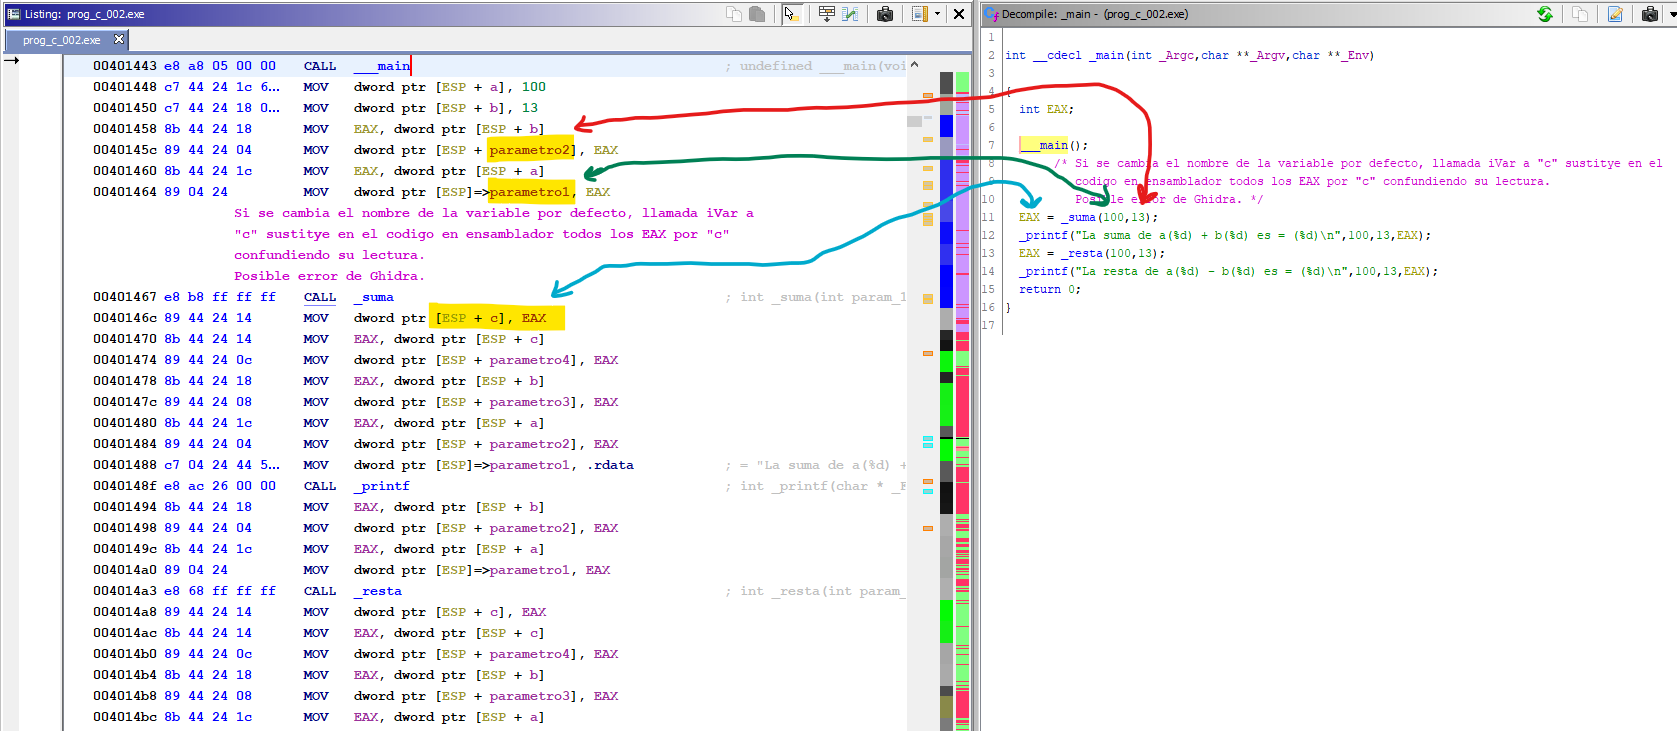 Listing: prog_c_002.exe
prog_c_002.exe
00401443 e8 a8 05 00 00 CALL ___main ; undefined ___main(voi
00401448 c7 44 24 1c 6... MOV dword ptr [ESP + a], 100
00401450 c7 44 24 18 0... MOV dword ptr [ESP + b], 13
00401458 8b 44 24 18 MOV EAX, dword ptr [ESP + b]
0040145c 89 44 24 04 MOV dword ptr [ESP + parametro2], EAX
00401460 8b 44 24 1c MOV EAX, dword ptr [ESP + a]
00401464 89 04 24 MOV dword ptr [ESP]=>parametro1, EAX
Si se cambia el nombre de la variable por defecto, llamada iVar a
"c" sustitye en el codigo en ensamblador todos los EAX por "c"
confundiendo su lectura.
Posible error de Ghidra.
00401467 e8 b8 ff ff ff CALL _suma ; int _suma(int param_1
0040146c 89 44 24 14 MOV dword ptr [ESP + c], EAX
00401470 8b 44 24 14 MOV EAX, dword ptr [ESP + c]
00401474 89 44 24 0c MOV dword ptr [ESP + parametro4], EAX
00401478 8b 44 24 18 MOV EAX, dword ptr [ESP + b]
0040147c 89 44 24 08 MOV dword ptr [ESP + parametro3], EAX
00401480 8b 44 24 1c MOV EAX, dword ptr [ESP + a]
00401484 89 44 24 04 MOV dword ptr [ESP + parametro2], EAX
00401488 c7 04 24 44 5... MOV dword ptr [ESP]=>parametro1, .rdata ; = "La suma de a(%d) +
0040148f e8 ac 26 00 00 CALL _printf ; int _printf(char * _F
00401494 8b 44 24 18 MOV EAX, dword ptr [ESP + b]
00401498 89 44 24 04 MOV dword ptr [ESP + parametro2], EAX
0040149c 8b 44 24 1c MOV EAX, dword ptr [ESP + a]
004014a0 89 04 24 MOV dword ptr [ESP]=>parametro1, EAX
004014a3 e8 68 ff ff ff CALL _resta ; int _resta(int param_
004014a8 89 44 24 14 MOV dword ptr [ESP + c], EAX
004014ac 8b 44 24 14 MOV EAX, dword ptr [ESP + c]
004014b0 89 44 24 0c MOV dword ptr [ESP + parametro4], EAX
004014b4 8b 44 24 18 MOV EAX, dword ptr [ESP + b]
004014b8 89 44 24 08 MOV dword ptr [ESP + parametro3], EAX
004014bc 8b 44 24 1c MOV EAX, dword ptr [ESP + a]
Decompile: _main - (prog_c_002.exe)
1
2 int __cdecl _main(int _Argc,char **_Argv,char **_Env)
3
4 {
5 int EAX;
6
7 ___main();
8 /* Si se cambia el nombre de la variable por defecto, llamada iVar a "c" sustitye en el
9 codigo en ensamblador todos los EAX por "c" confundiendo su lectura.
10 Posible error de Ghidra. */
11 EAX = _suma(100,13);
12 _printf("La suma de a(%d) + b(%d) es = (%d)\n",100,13,EAX);
13 EAX = _resta(100,13);
14 _printf("La resta de a(%d) - b(%d) es = (%d)\n",100,13,EAX);
15 return 0;
16 }
17